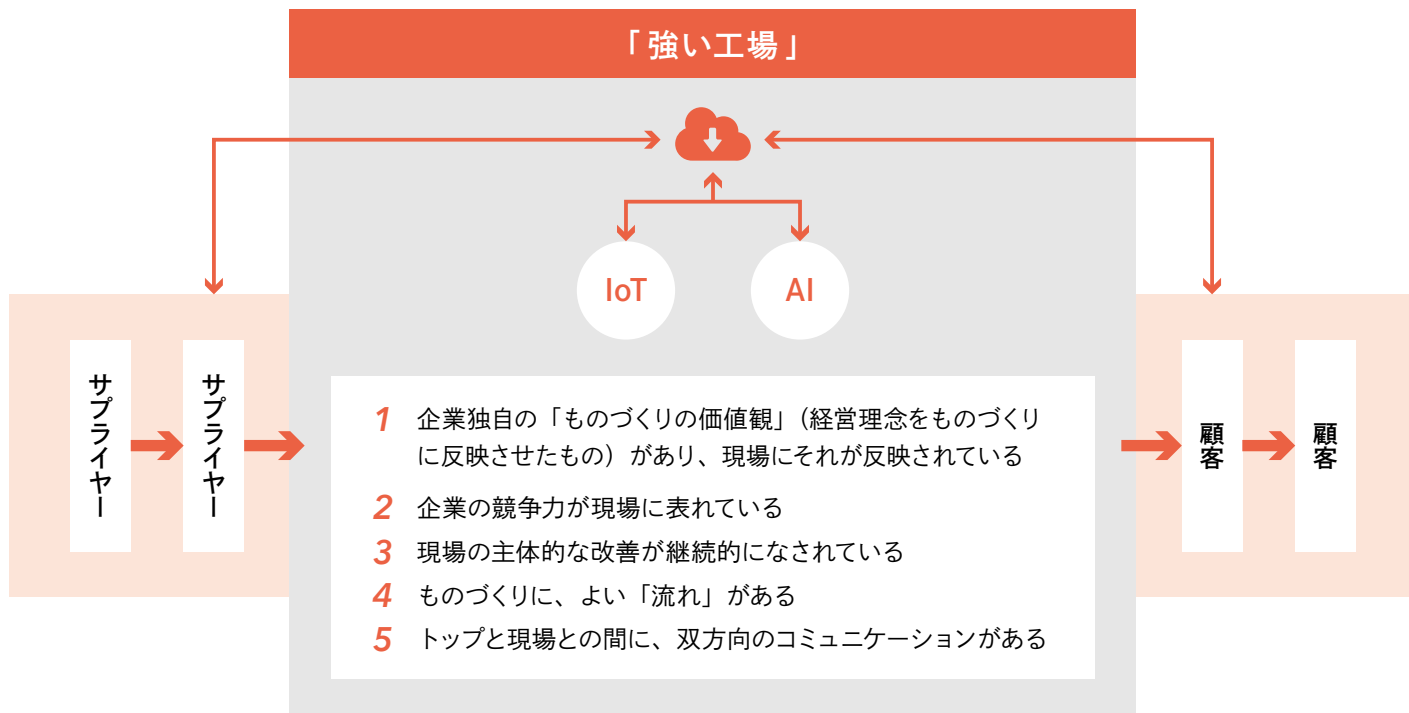 「強い工場」
IoT
AI
サプライヤー
サプライヤー
1 企業独自の「ものづくりの価値観」(経営理念をものづくり
に反映させたもの)があり、現場にそれが反映されている
2 企業の競争力が現場に表れている
3 現場の主体的な改善が継続的になされている
4 ものづくりに、よい「流れ」がある
5 トップと現場との間に、双方向のコミュニケーションがある
顧客
顧客